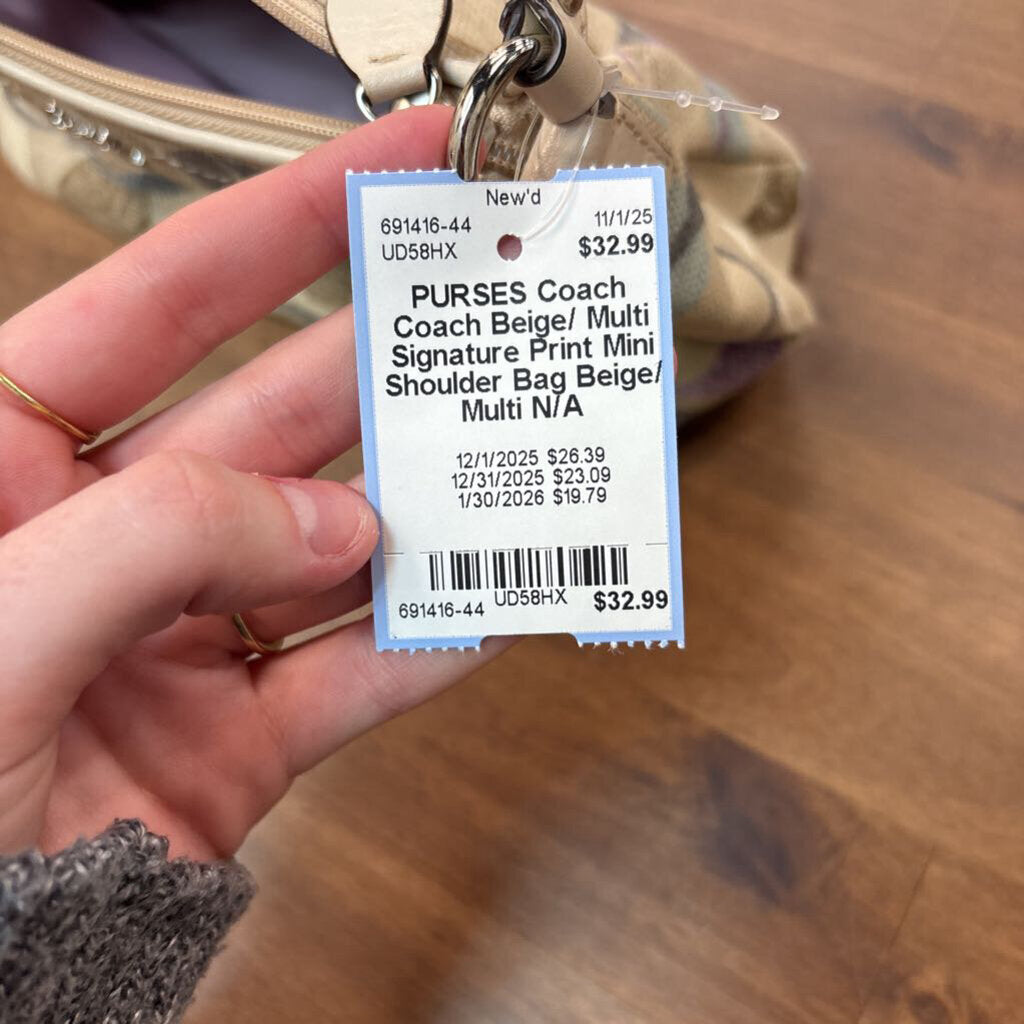 New'd
691416-44 11/1/25
UD58HX $32.99
PURSES Coach
Coach Beige/ Multi
Signature Print Mini
Shoulder Bag Beige/
Multi N/A
12/1/2025 $26.39
12/31/2025 $23.09
1/30/2026 $19.79
691416-44 UD58HX $32.99